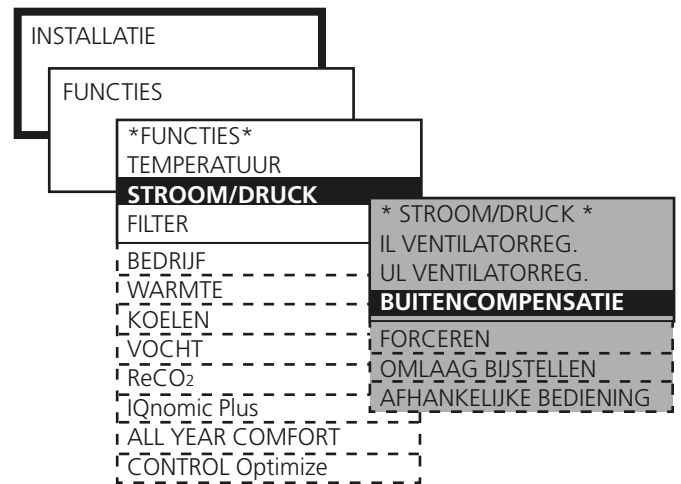 INSTALLATIE
FUNCTIES
*FUNCTIES*
TEMPERATUUR
STROOM/DRUCK
FILTER
BEDRIJF
WARMTE
KOELEN
VOCHT
ReCO₂
IQnomic Plus
ALL YEAR COMFORT
CONTROL Optimize
* STROOM/DRUCK *
IL VENTILATORREG.
UL VENTILATORREG.
BUITENCOMPENSATIE
FORCEREN
OMLAAG BIJSTELLEN
AFHANKELIJKE BEDIENING